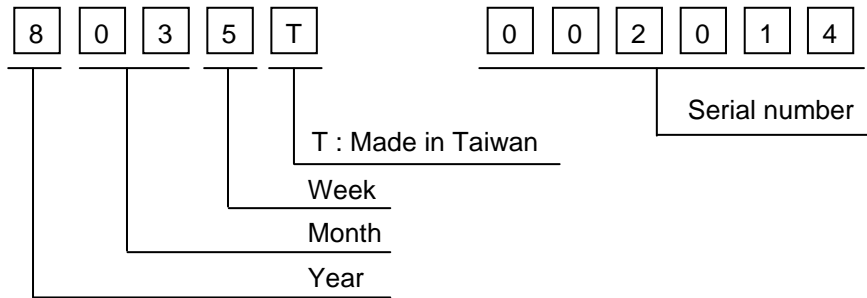 8 0 3 5 T 0 0 2 0 1 4
Serial number
T : Made in Taiwan
Week
Month
Year